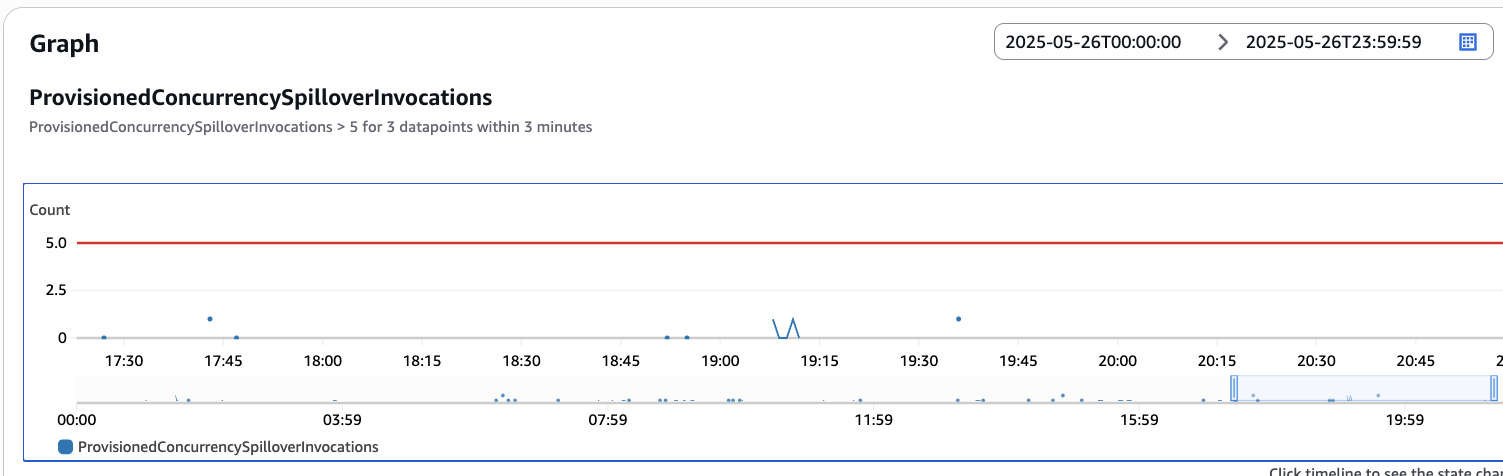 Graph
2025-05-26T00:00:00 2025-05-26T23:59:59
ProvisionedConcurrencySpilloverInvocations
ProvisionedConcurrencySpilloverInvocations > 5 for 3 datapoints within 3 minutes
Count
5.0
2.5
0
17:30 17:45 18:00 18:15 18:30 18:45 19:00 19:15 19:30 19:45 20:00 20:15 20:30 20:45 2
00:00 03:59 07:59 11:59 15:59 19:59
ProvisionedConcurrencySpilloverInvocations
Click timeline to see the state cha